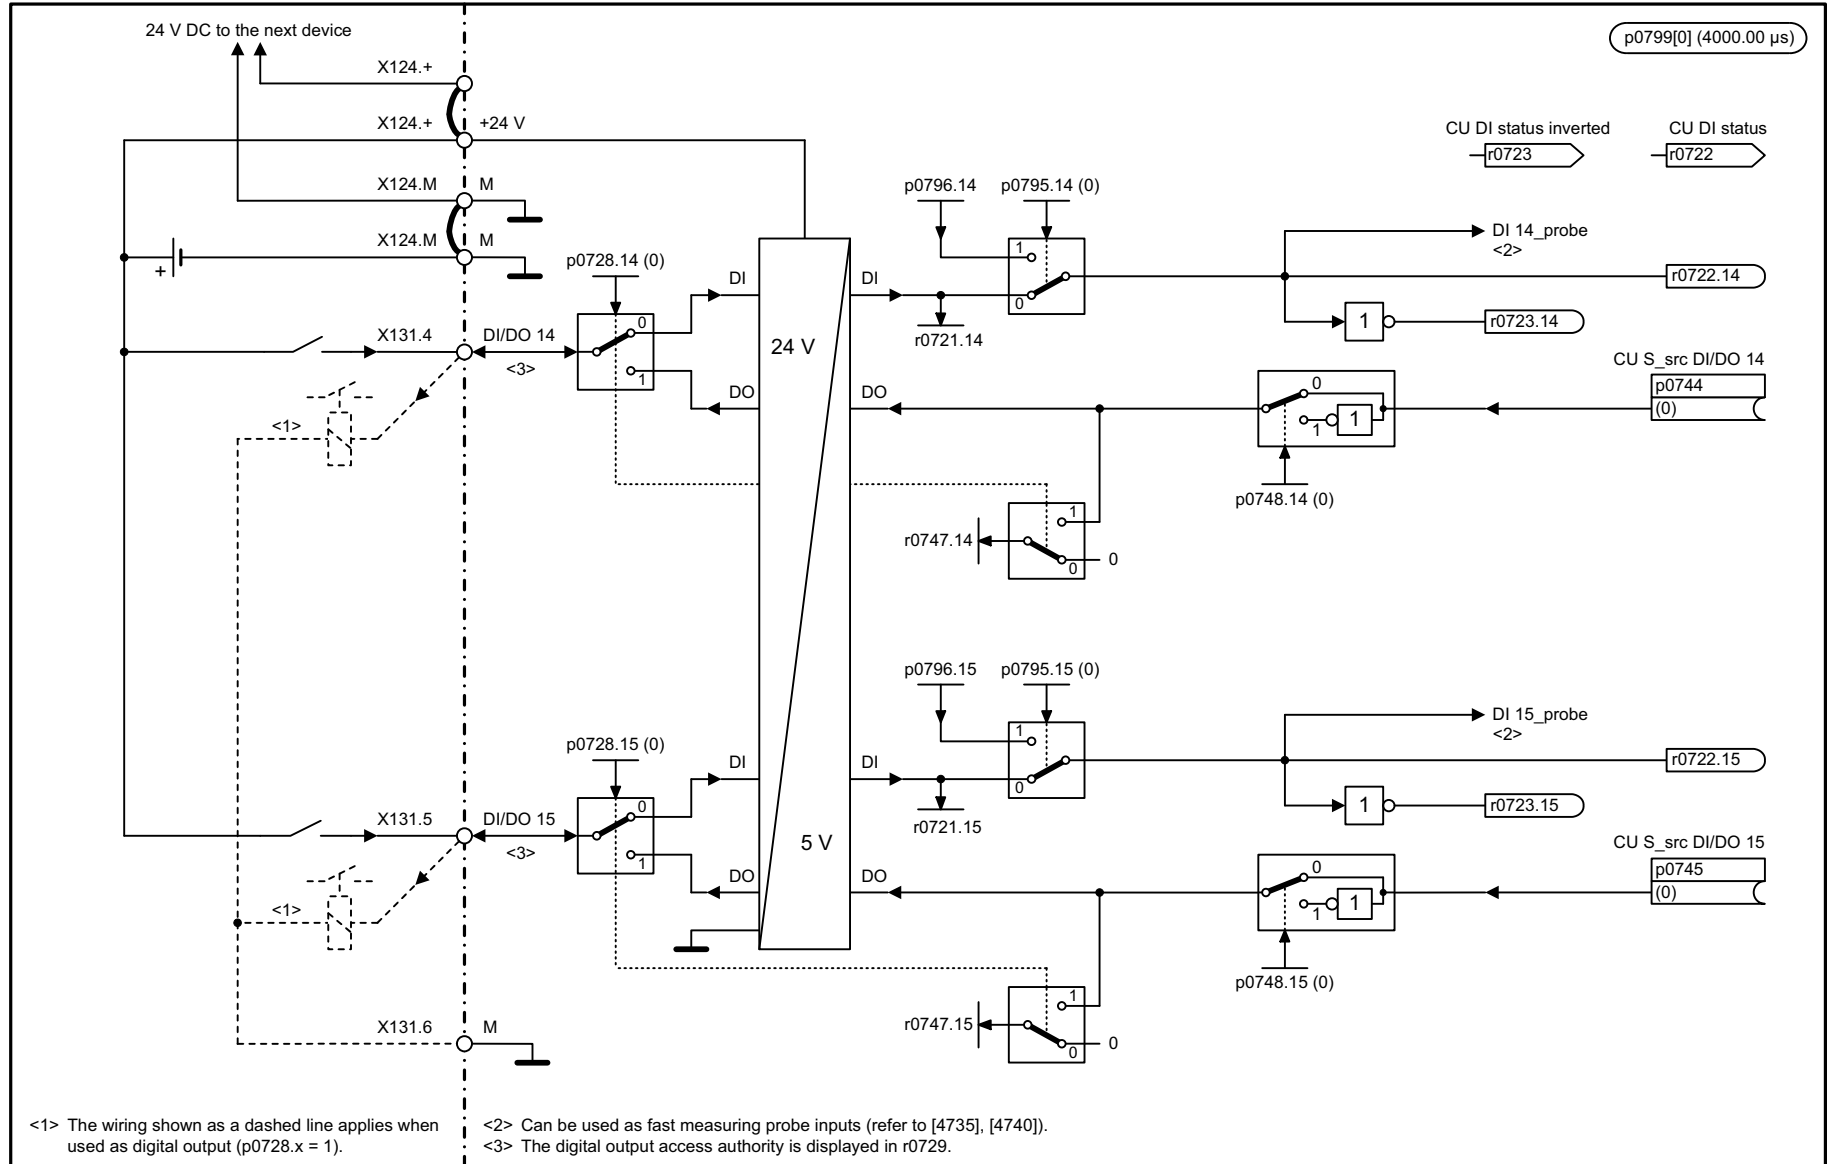 24 V DC to the next device
p0799[0] (4000.00 µs)
X124.+
X124.+ +24 V
CU DI status inverted CU DI status
r0723 r0722
X124.M M
p0796.14 p0795.14 (0)
X124.M M
DI 14_probe
<2>
+
p0728.14 (0)
1
DI DI
0
r0722.14
X131.4 DI/DO 14
<3>
0
1
24 V
r0721.14
1
r0723.14
CU S_src DI/DO 14
p0744
(0)
DO DO
0
1
1
<1>
p0748.14 (0)
r0747.14
1
0
0
p0796.15 p0795.15 (0)
DI 15_probe
<2>
p0728.15 (0)
1
DI DI
0
r0722.15
X131.5 DI/DO 15
<3>
0
1
5 V
r0721.15
1
r0723.15
CU S_src DI/DO 15
p0745
(0)
DO DO
0
1
1
<1>
p0748.15 (0)
r0747.15
1
0
0
X131.6 M
<1> The wiring shown as a dashed line applies when
used as digital output (p0728.x = 1).
<2> Can be used as fast measuring probe inputs (refer to [4735], [4740]).
<3> The digital output access authority is displayed in r0729.